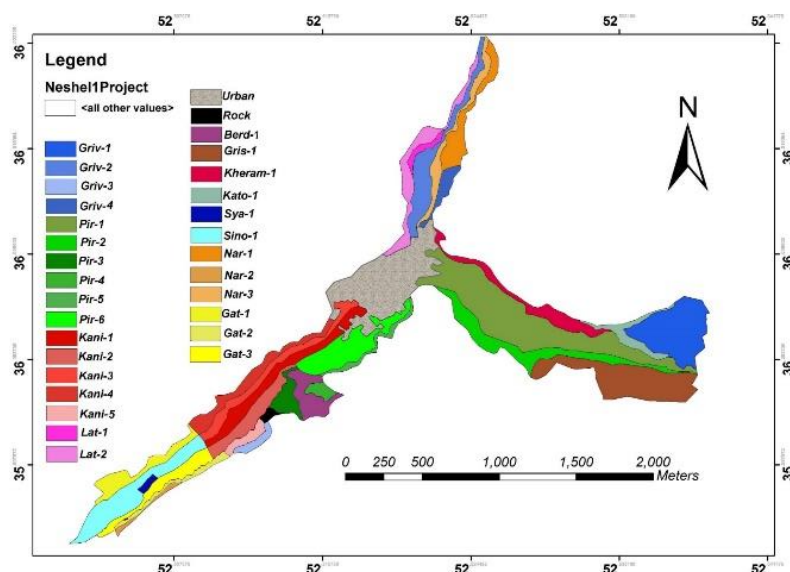 52 52 52 52 52
36
36
36
36
35
Legend
Neshel1Project
<all other values>
Griv-1
Griv-2
Griv-3
Griv-4
Pir-1
Pir-2
Pir-3
Pir-4
Pir-5
Pir-6
Kani-1
Kani-2
Kani-3
Kani-4
Kani-5
Lat-1
Lat-2
Urban
Rock
Berd-1
Gris-1
Kheram-1
Kato-1
Sya-1
Sino-1
Nar-1
Nar-2
Nar-3
Gat-1
Gat-2
Gat-3
N
0 250 500 1,000 1,500 2,000
Meters
36
36
36
36
35
52 52 52 52 52